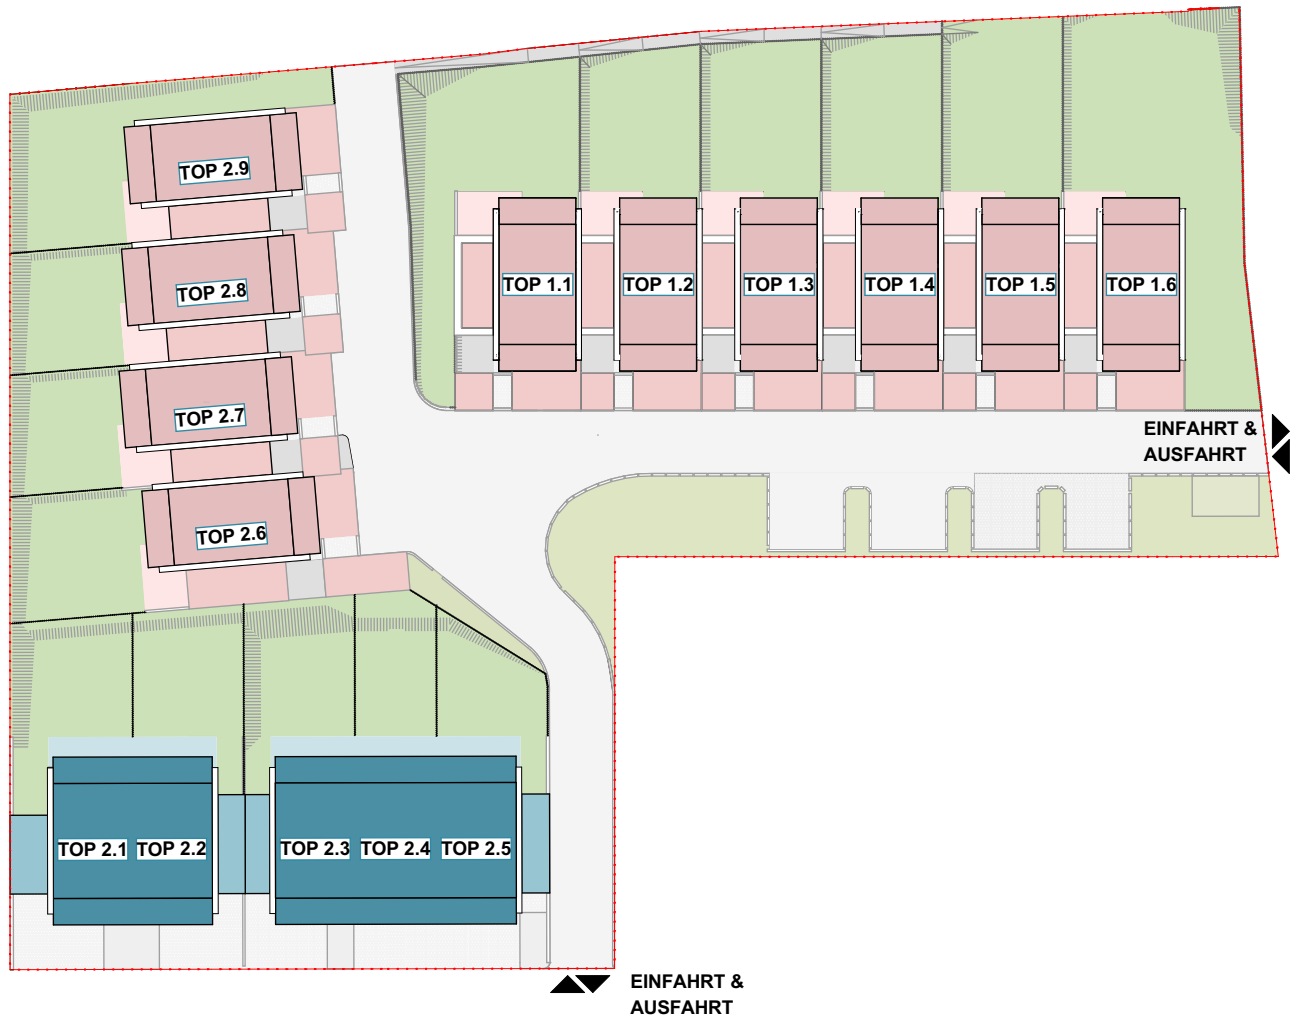 TOP 2.9
TOP 2.8
TOP 2.7
TOP 2.6
TOP 1.1 TOP 1.2 TOP 1.3 TOP 1.4 TOP 1.5 TOP 1.6
EINFAHRT &
AUSFAHRT
TOP 2.1 TOP 2.2 TOP 2.3 TOP 2.4 TOP 2.5
EINFAHRT &
AUSFAHRT